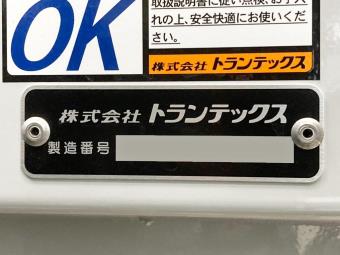 OK
取扱説明書に従い点検、お手入
れの上、安全快適にお使いくだ
さい。
株式会社 トランテックス
株式会社 トランテックス
製造番号